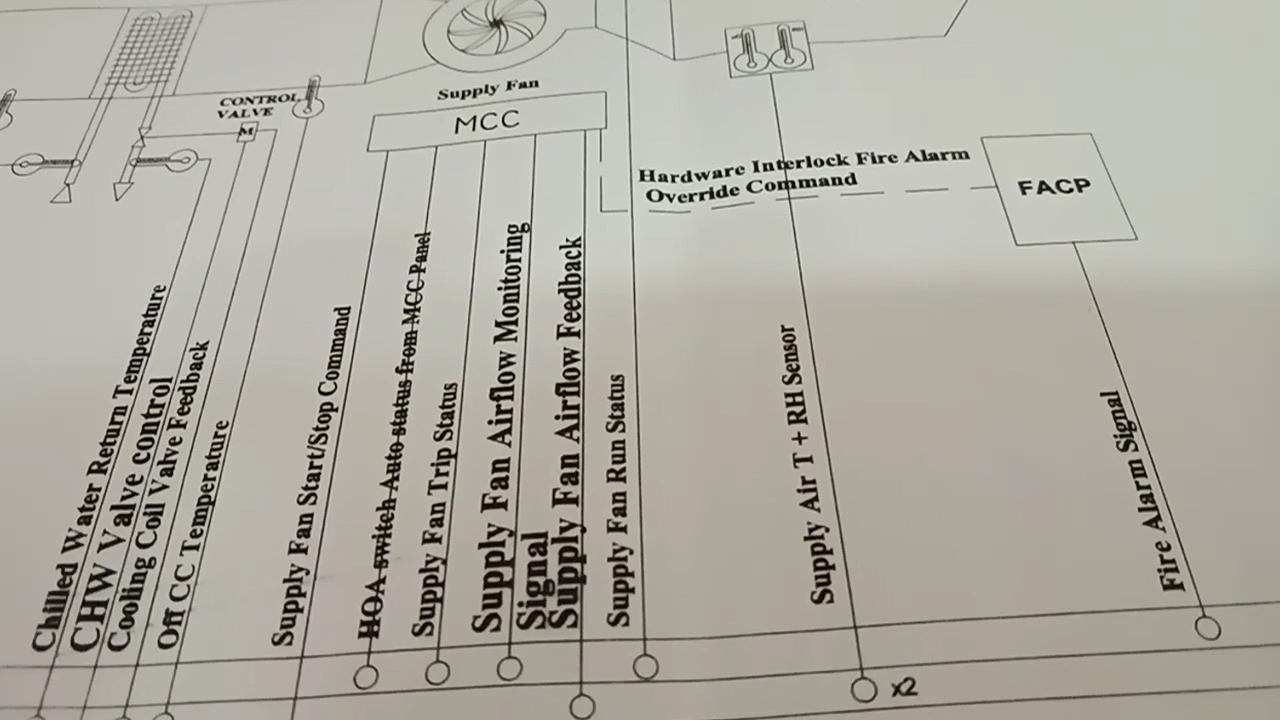 Supply Fan
CONTROL
VALVE
M
MCC
Hardware Interlock Fire Alarm
Override Command
FACP
Chilled Water Return Temperature
CHW Valve control
Cooling Coil Valve Feedback
Off CC Temperature
Supply Fan Start/Stop Command
HOA switch Auto status from MCC Panel
Supply Fan Trip Status
Supply Fan Airflow Monitoring
Signal
Supply Fan Airflow Feedback
Supply Fan Run Status
Supply Air T + RH Sensor
Fire Alarm Signal
x2